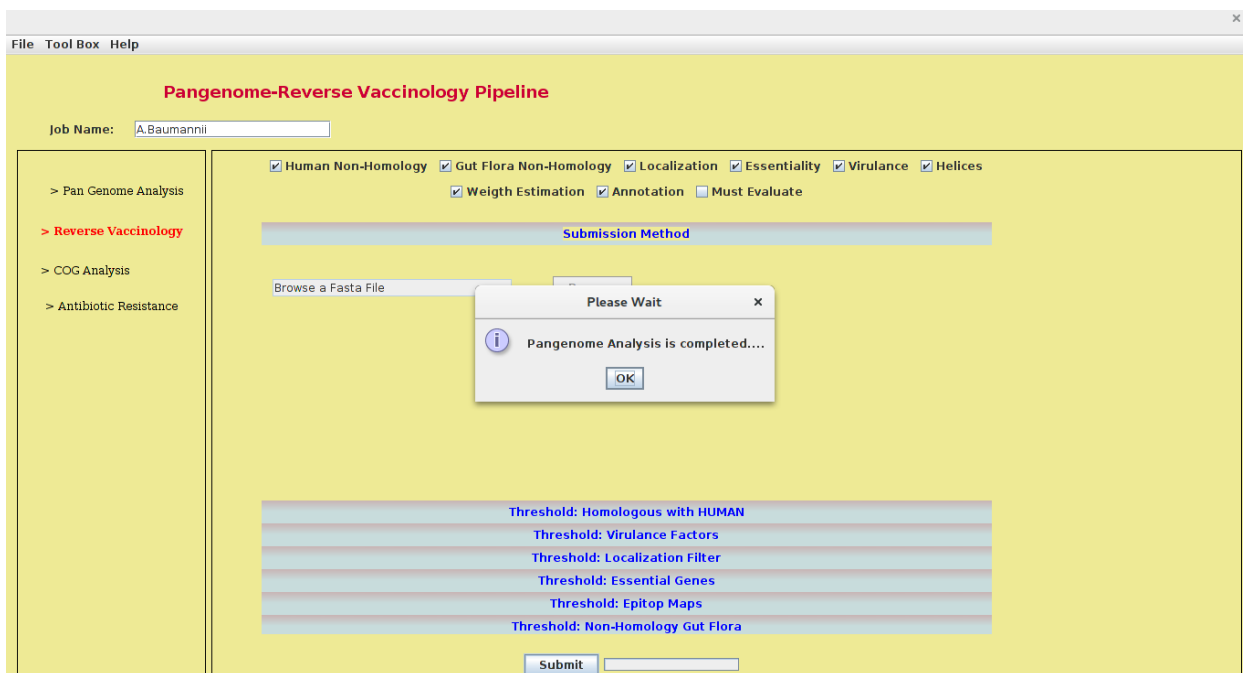 ×
File Tool Box Help
Pangenome-Reverse Vaccinology Pipeline
Job Name: A.Baumannii
Human Non-Homology Gut Flora Non-Homology Localization Essentiality Virulance Helices
Weigth Estimation Annotation Must Evaluate
> Pan Genome Analysis
> Reverse Vaccinology
> COG Analysis
> Antibiotic Resistance
Submission Method
Browse a Fasta File
Please Wait ×
i
Pangenome Analysis is completed....
OK
Threshold: Homologous with HUMAN
Threshold: Virulance Factors
Threshold: Localization Filter
Threshold: Essential Genes
Threshold: Epitop Maps
Threshold: Non-Homology Gut Flora
Submit